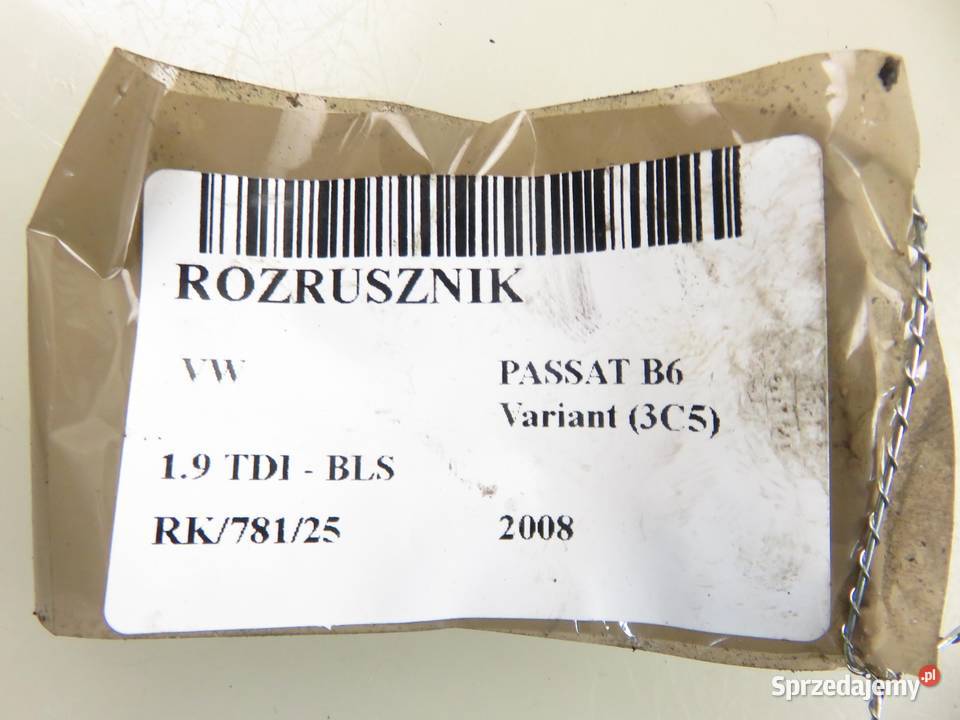 ROZRUSZNIK
VW PASSAT B6
Variant (3C5)
1.9 TDI - BLS
RK/781/25 2008
Sprzedajemy.pl